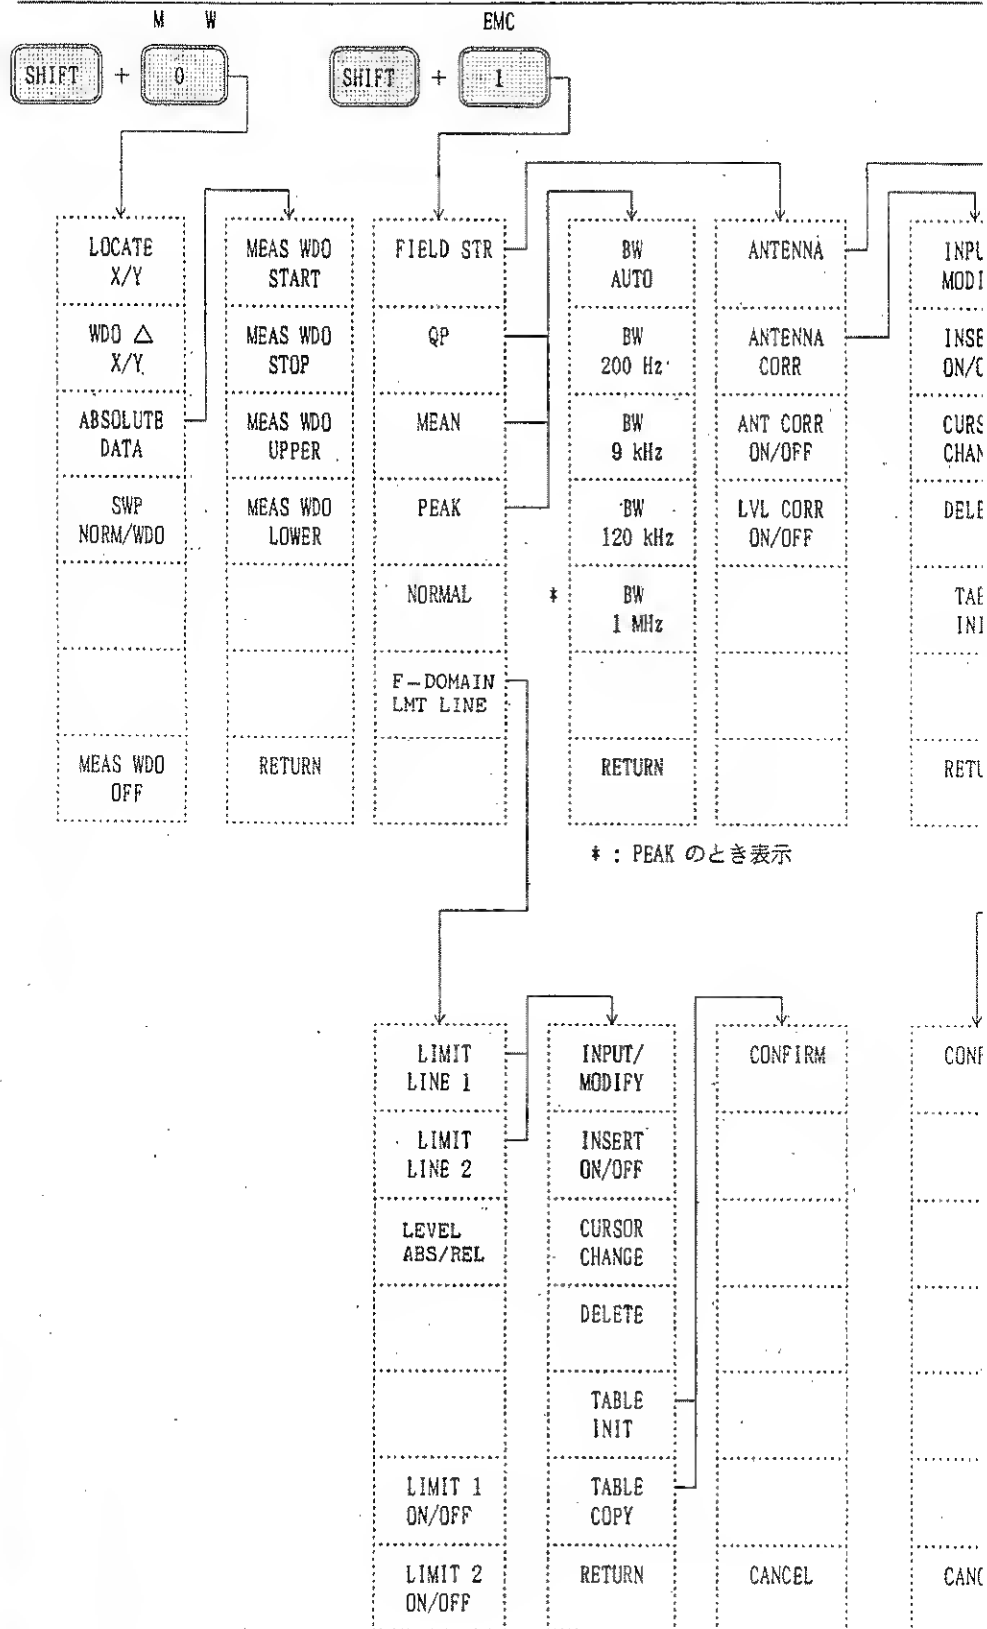 M W
EMC
SHIFT + 0
SHIFT + 1
LOCATE
X/Y
WDO △
X/Y
ABSOLUTE
DATA
SWP
NORM/WDO
MEAS WDO
OFF
MEAS WDO
START
MEAS WDO
STOP
MEAS WDO
UPPER
MEAS WDO
LOWER
RETURN
FIELD STR
QP
MEAN
PEAK
NORMAL
F-DOMAIN
LMT LINE
BW
AUTO
BW
200 Hz
BW
9 kHz
BW
120 kHz
* BW
1 MHz
RETURN
ANTENNA
ANTENNA
CORR
ANT CORR
ON/OFF
LVL CORR
ON/OFF
* : PEAK のとき表示
LIMIT
LINE 1
LIMIT
LINE 2
LEVEL
ABS/REL
LIMIT 1
ON/OFF
LIMIT 2
ON/OFF
INPUT/
MODIFY
INSERT
ON/OFF
CURSOR
CHANGE
DELETE
TABLE
INIT
TABLE
COPY
RETURN
CONFIRM
CANCEL